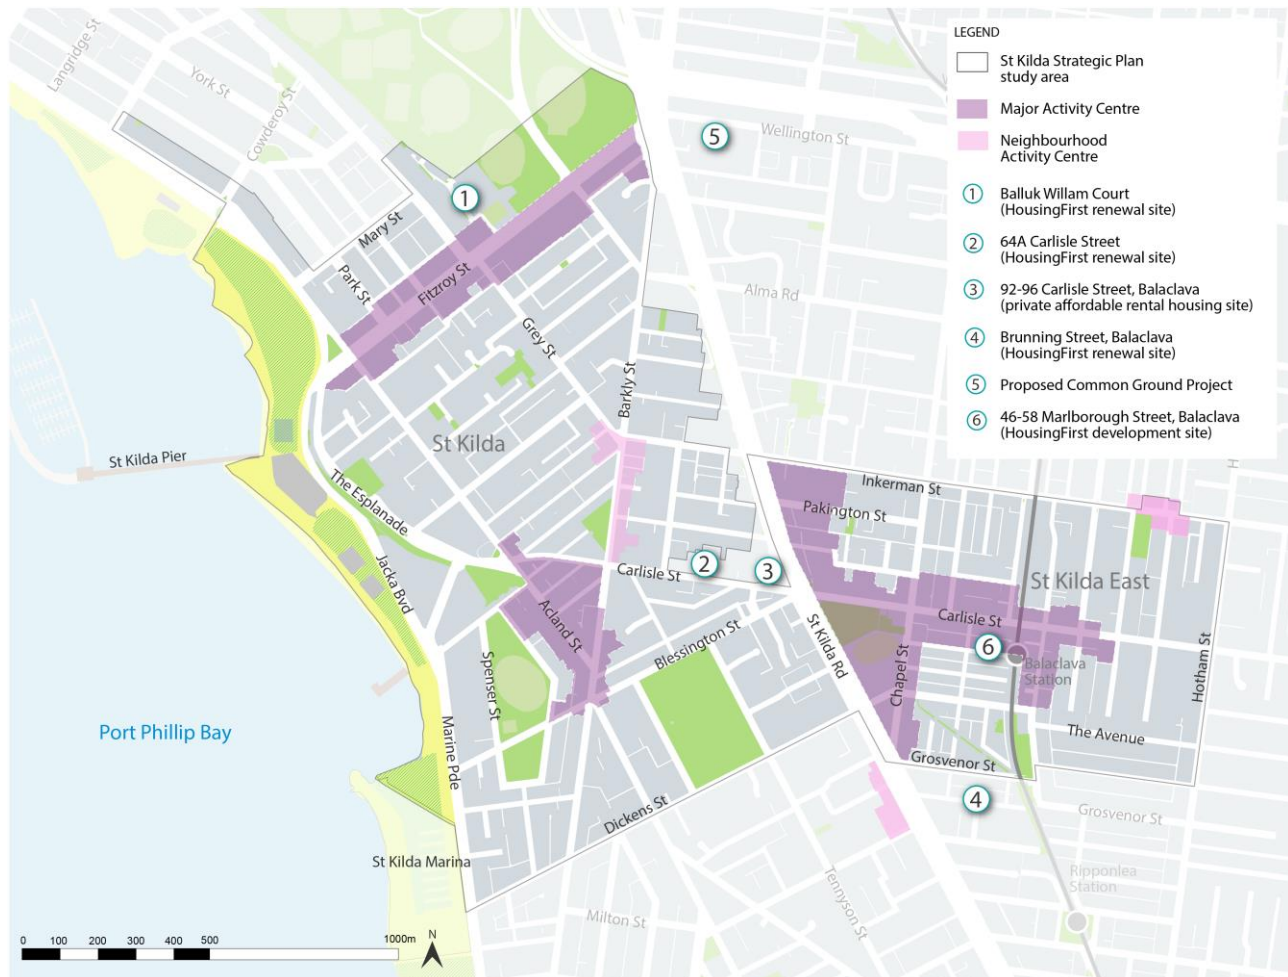 LEGEND
St Kilda Strategic Plan
study area
Major Activity Centre
Neighbourhood
Activity Centre
1
Balluk Willam Court
(HousingFirst renewal site)
2
64A Carlisle Street
(HousingFirst renewal site)
3
92-96 Carlisle Street, Balaclava
(private affordable rental housing site)
4
Brunning Street, Balaclava
(HousingFirst renewal site)
5
Proposed Common Ground Project
6
46-58 Marlborough Street, Balaclava
(HousingFirst development site)
Langridge St
York St
Cowderoy St
Wellington St
5
1
Mary St
Park St
Fitzroy St
Alma Rd
Grey St
Barkly St
St Kilda
St Kilda Pier
The Esplanade
Inkerman St
Pakington St
Jacka Bvd
Carlisle St
2
3
St Kilda East
Acland St
Carlisle St
Blessington St
St Kilda Rd
6
Balaclava
Station
Chapel St
Hotham St
Spenser St
Port Phillip Bay
Marine Pde
The Avenue
Grosvenor St
4
Grosvenor St
Dickens St
St Kilda Marina
Tennyson St
Ripponlea
Station
Milton St
0 100 200 300 400 500 1000m
N